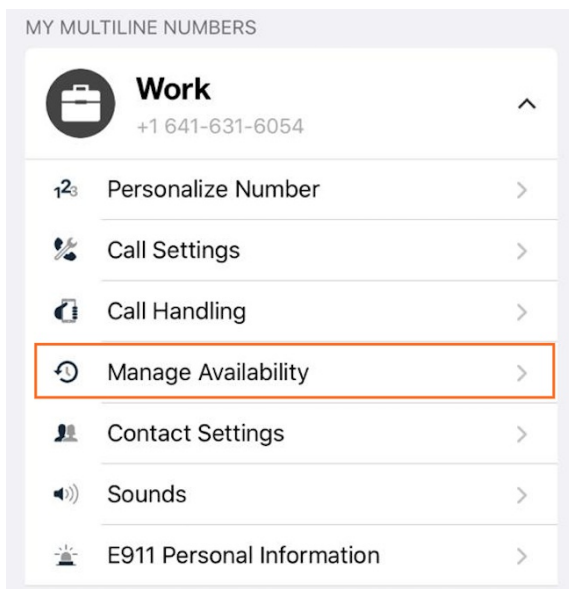 MY MULTILINE NUMBERS
Work
+1 641-631-6054
123 Personalize Number
Call Settings
Call Handling
Manage Availability
Contact Settings
Sounds
E911 Personal Information